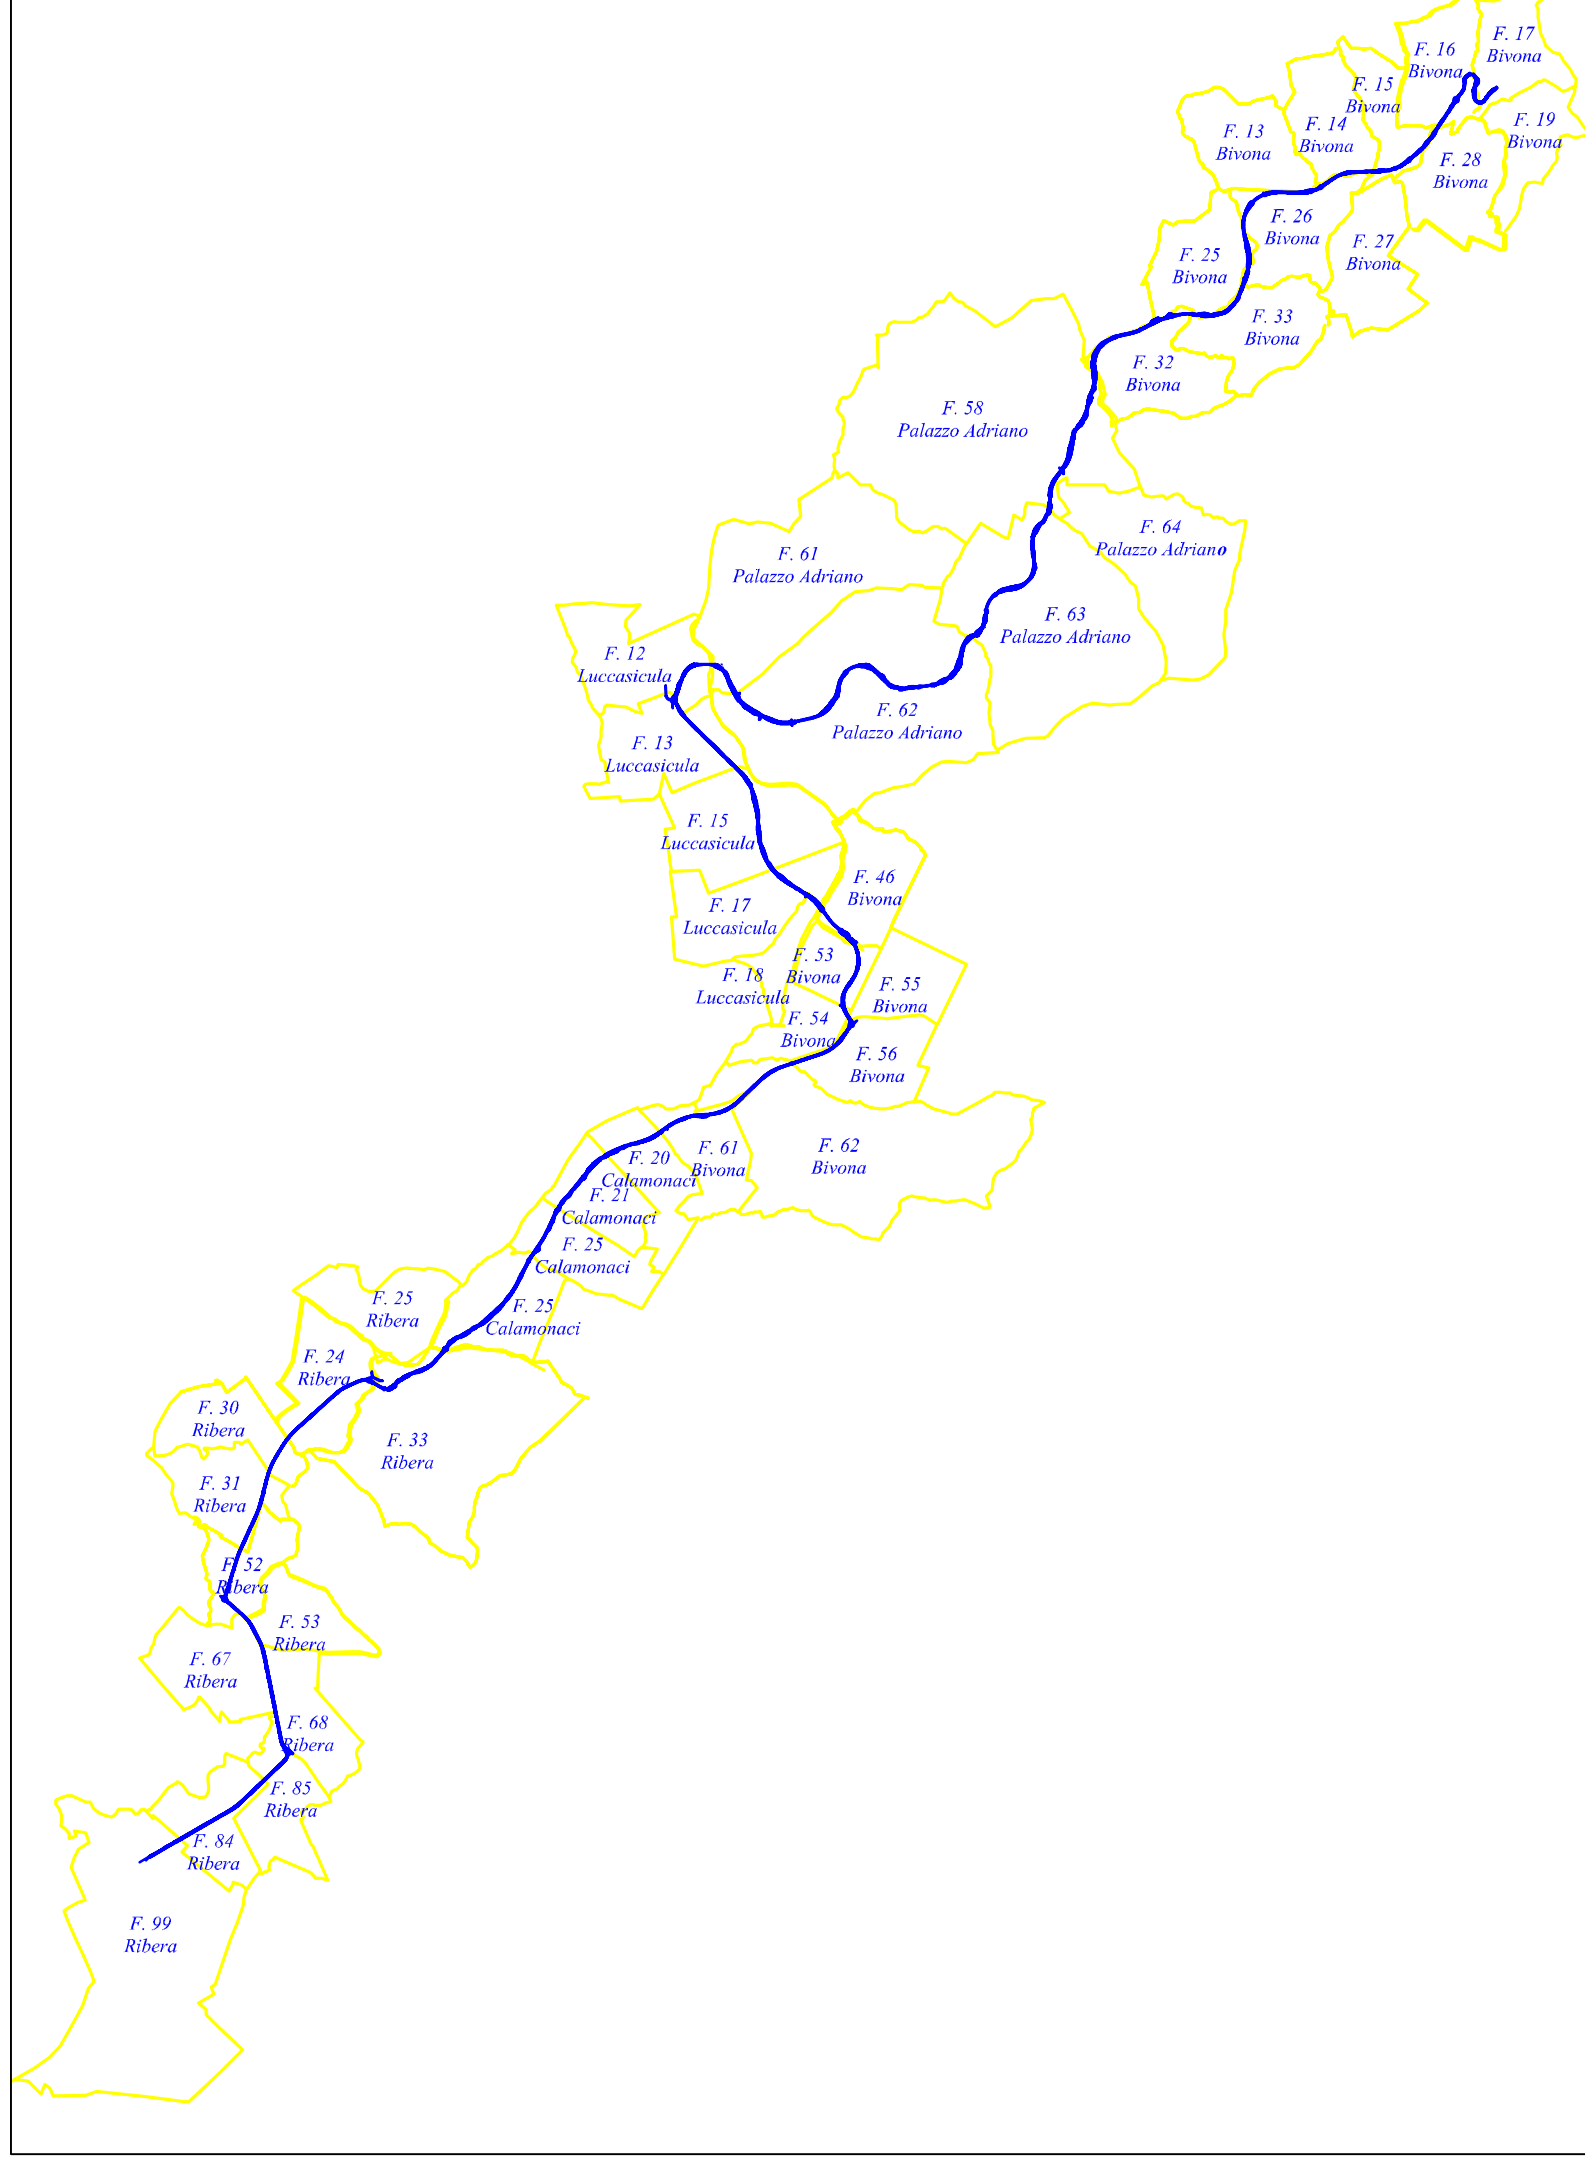 F. 17
Bivona
F. 16
Bivona
F. 15
Bivona
F. 19
Bivona
F. 14
Bivona
F. 13
Bivona
F. 28
Bivona
F. 26
Bivona
F. 27
Bivona
F. 25
Bivona
F. 33
Bivona
F. 32
Bivona
F. 58
Palazzo Adriano
F. 64
Palazzo Adriano
F. 61
Palazzo Adriano
F. 63
Palazzo Adriano
F. 12
Luccasicula
F. 62
Palazzo Adriano
F. 13
Luccasicula
F. 15
Luccasicula
F. 46
Bivona
F. 17
Luccasicula
F. 53
Bivona
F. 18
Luccasicula
F. 55
Bivona
F. 54
Bivona
F. 56
Bivona
F. 61
Bivona
F. 62
Bivona
F. 20
Calamonaci
F. 21
Calamonaci
F. 25
Calamonaci
F. 25
Calamonaci
F. 25
Ribera
F. 24
Ribera
F. 30
Ribera
F. 33
Ribera
F. 31
Ribera
F. 52
Ribera
F. 53
Ribera
F. 67
Ribera
F. 68
Ribera
F. 85
Ribera
F. 84
Ribera
F. 99
Ribera